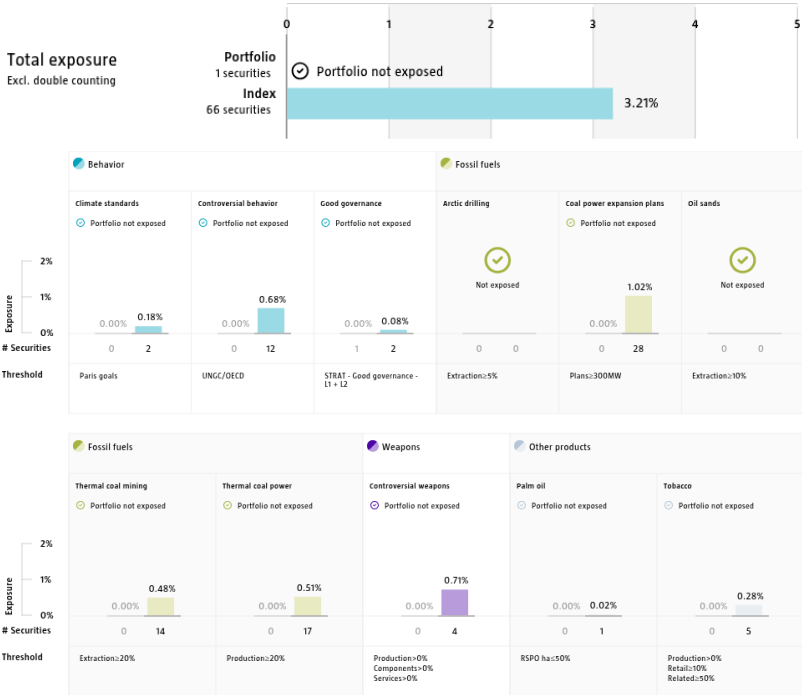 0 1 2 3 4 5
Total exposure
Excl. double counting
Portfolio
1 securities
Portfolio not exposed
Index
66 securities
3.21%
Behavior
Fossil fuels
Climate standards
Controversial behavior
Good governance
Arctic drilling
Coal power expansion plans
Oil sands
Portfolio not exposed
Portfolio not exposed
Portfolio not exposed
Portfolio not exposed
Not exposed
Not exposed
Exposure
2%
1%
0%
0.00% 0.18%
0.00% 0.68%
0.00% 0.08%
0.00% 1.02%
# Securities
0 2
0 12
1 2
0 0
0 28
0 0
Threshold
Paris goals
UNGC/OECD
STRAT - Good governance -
L1 + L2
Extraction≥5%
Plans≥300MW
Extraction≥10%
Fossil fuels
Weapons
Other products
Thermal coal mining
Thermal coal power
Controversial weapons
Palm oil
Tobacco
Portfolio not exposed
Portfolio not exposed
Portfolio not exposed
Portfolio not exposed
Portfolio not exposed
Exposure
2%
1%
0%
0.00% 0.48%
0.00% 0.51%
0.00% 0.71%
0.00% 0.02%
0.00% 0.28%
# Securities
0 14
0 17
0 4
0 1
0 5
Threshold
Extraction≥20%
Production≥20%
Production>0%
Components>0%
Services>0%
RSPO ha≤50%
Production>0%
Retail≥10%
Related≥50%